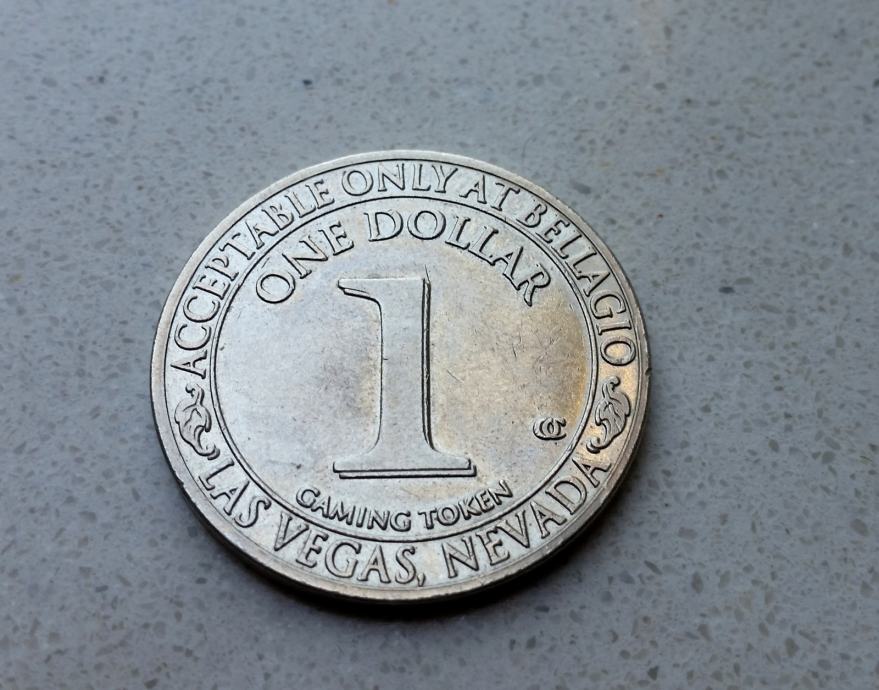 ACCEPTABLE ONLY AT BELLAGIO
ONE DOLLAR
1
GAMING TOKEN
LAS VEGAS, NEVADA